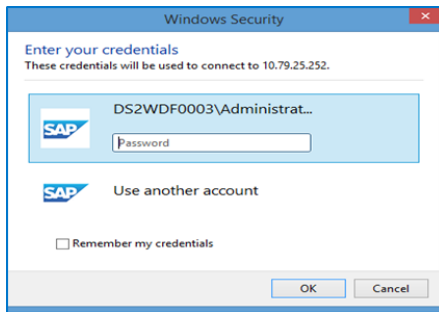 Windows Security
Enter your credentials
These credentials will be used to connect to 10.79.25.252.
SAP
DS2WDF0003\Administrat...
Password
SAP
Use another account
Remember my credentials
OK
Cancel